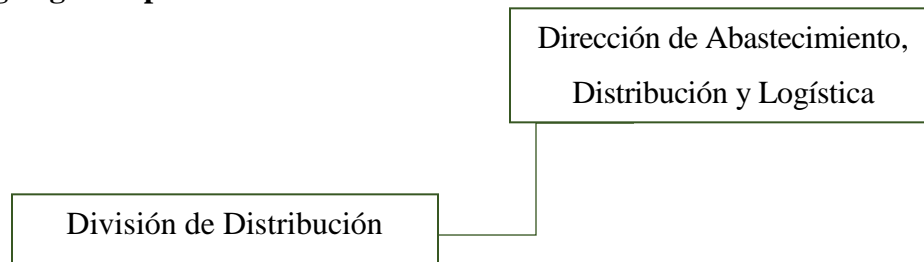 Dirección de Abastecimiento,
Distribución y Logística
División de Distribución